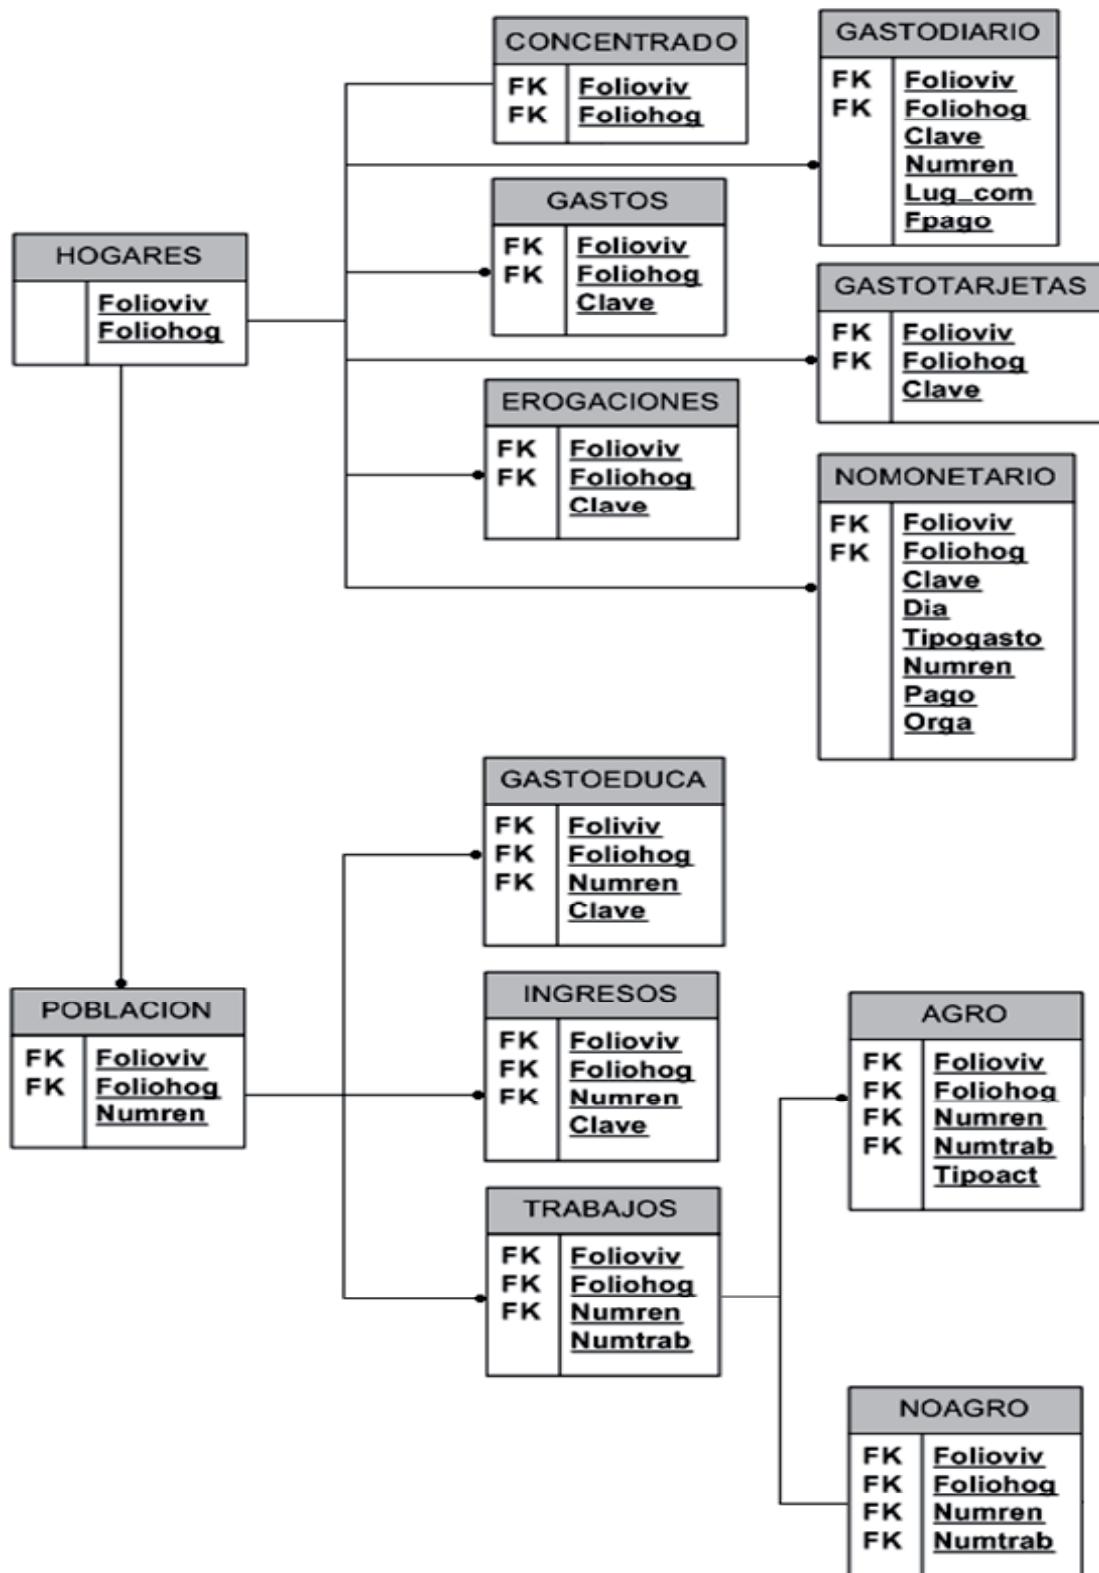 CONCENTRADO
FK Folioviv
FK Foliohog
GASTODIARIO
FK Folioviv
FK Foliohog
Clave
Numren
Lug_com
Fpago
GASTOS
FK Folioviv
FK Foliohog
Clave
HOGARES
Folioviv
Foliohog
GASTOTARJETAS
FK Folioviv
FK Foliohog
Clave
EROGACIONES
FK Folioviv
FK Foliohog
Clave
NOMONETARIO
FK Folioviv
FK Foliohog
Clave
Dia
Tipogasto
Numren
Pago
Orga
GASTOEDUCA
FK Foliviv
FK Foliohog
FK Numren
Clave
POBLACION
FK Folioviv
FK Foliohog
Numren
INGRESOS
FK Folioviv
FK Foliohog
FK Numren
Clave
AGRO
FK Folioviv
FK Foliohog
FK Numren
FK Numtrab
Tipoact
TRABAJOS
FK Folioviv
FK Foliohog
FK Numren
Numtrab
NOAGRO
FK Folioviv
FK Foliohog
FK Numren
FK Numtrab